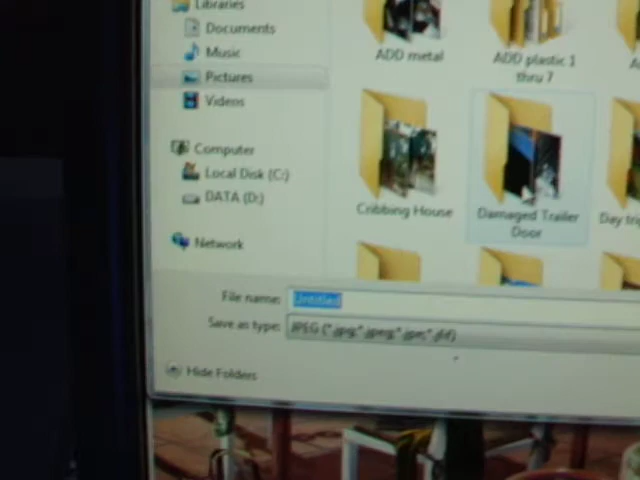 Libraries
Documents
Music
Pictures
Videos
Computer
Local Disk (C:)
DATA (D:)
Network
ADD metal
ADD plastic 1
thru 7
Cribbing House
Damaged Trailer
Door
Day trip
File name: Untitled
Save as type: JPEG (*.jpg;*.jpeg;*.jpe;*.jfif)
Hide Folders